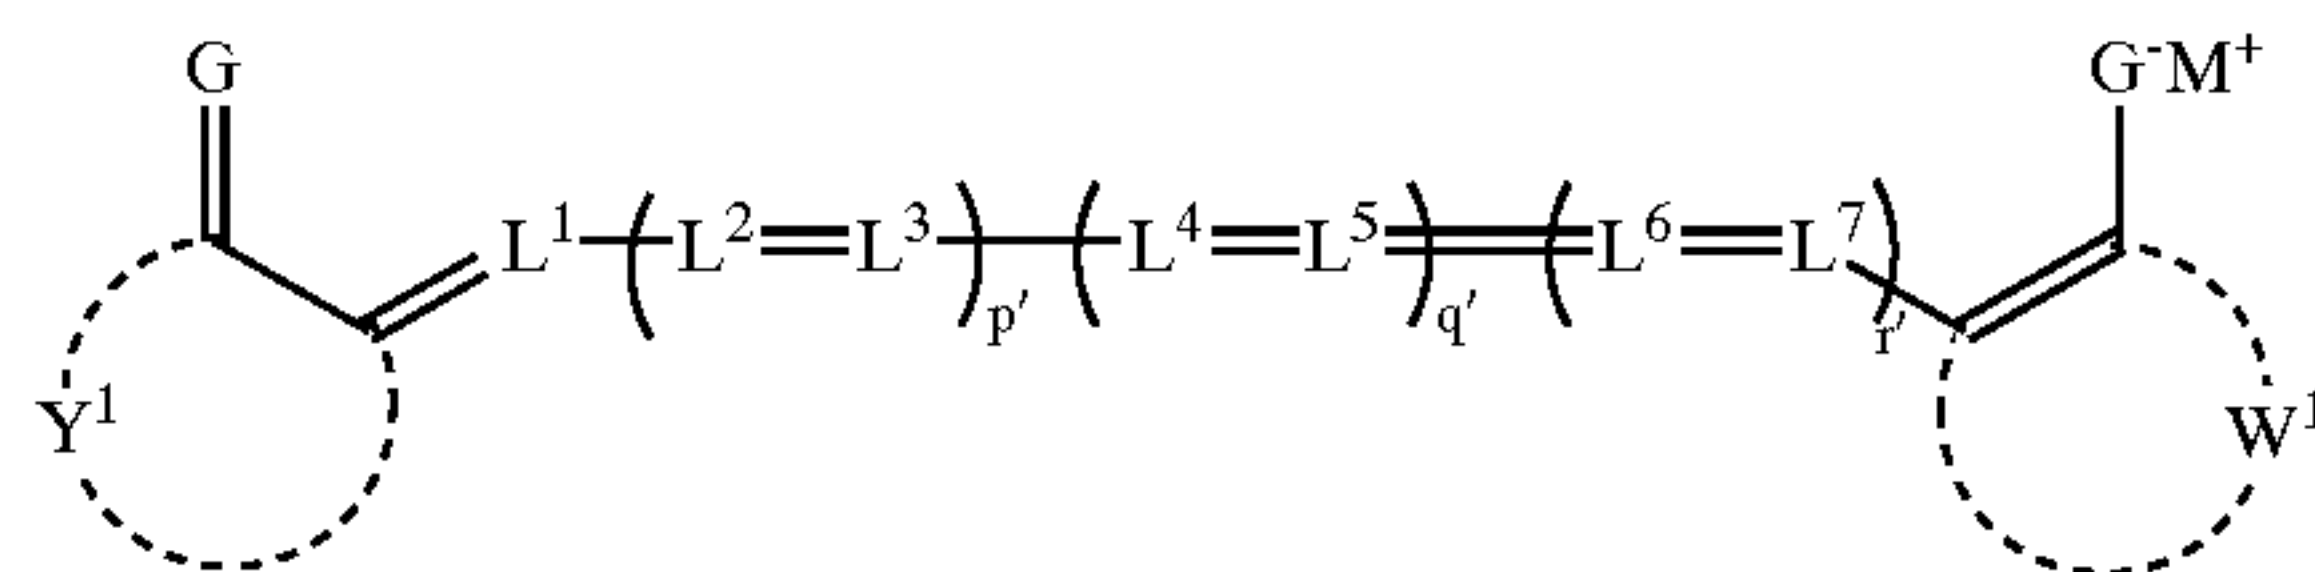 G G⁻M⁺
L¹ ( L² L³ )p′ ( L⁴ L⁵ )q′ ( L⁶ L⁷ )r′
Y¹ W¹